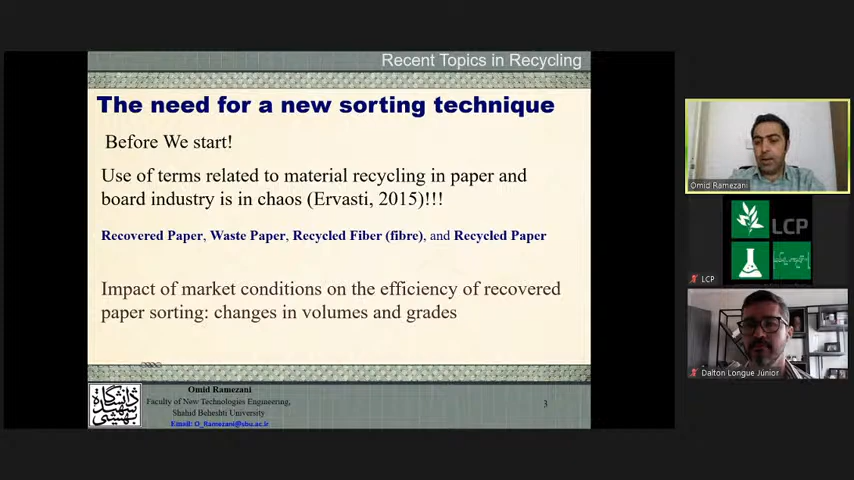 Recent Topics in Recycling
The need for a new sorting technique
Before We start!
Use of terms related to material recycling in paper and
board industry is in chaos (Ervasti, 2015)!!!
Recovered Paper, Waste Paper, Recycled Fiber (fibre), and Recycled Paper
Impact of market conditions on the efficiency of recovered
paper sorting: changes in volumes and grades
دانشگاه
شهید
بهشتی
Omid Ramezani
Faculty of New Technologies Engineering,
Shahid Beheshti University
Email: O_Ramezani@sbu.ac.ir
3
Omid Ramezani
LCP
LCP
Dalton Longue Júnior